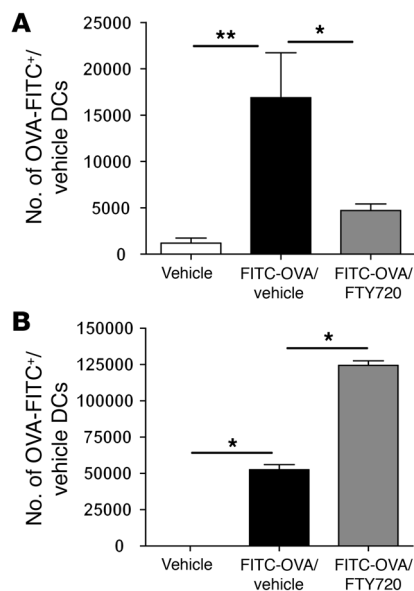 A
No. of OVA-FITC+/
vehicle DCs
25000
20000
15000
10000
5000
0
**
*
Vehicle
FITC-OVA/
vehicle
FITC-OVA/
FTY720
B
No. of OVA-FITC+/
vehicle DCs
150000
125000
100000
75000
50000
25000
0
*
*
Vehicle
FITC-OVA/
vehicle
FITC-OVA/
FTY720